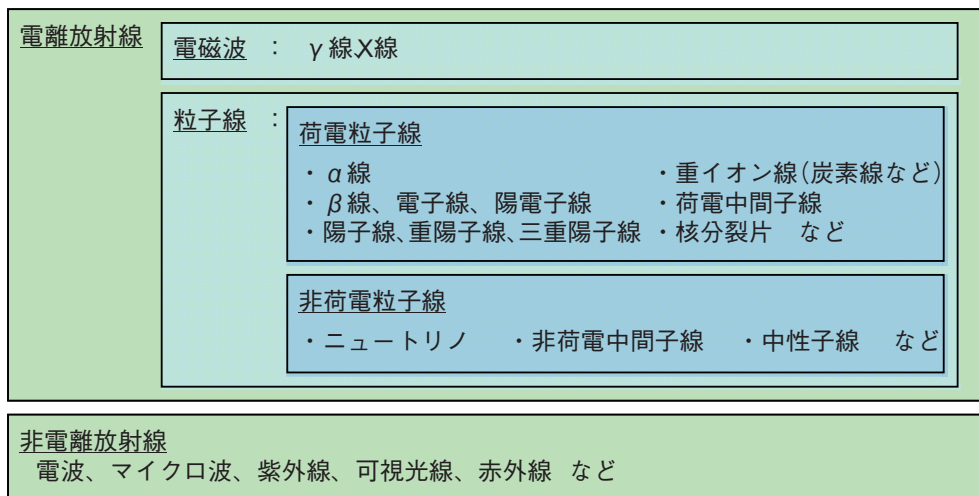 電離放射線
電磁波 : γ線、X線
粒子線 :
荷電粒子線
・α線
・β線、電子線、陽電子線
・陽子線、重陽子線、三重陽子線
・重イオン線(炭素線など)
・荷電中間子線
・核分裂片 など
非荷電粒子線
・ニュートリノ ・非荷電中間子線 ・中性子線 など
非電離放射線
電波、マイクロ波、紫外線、可視光線、赤外線 など